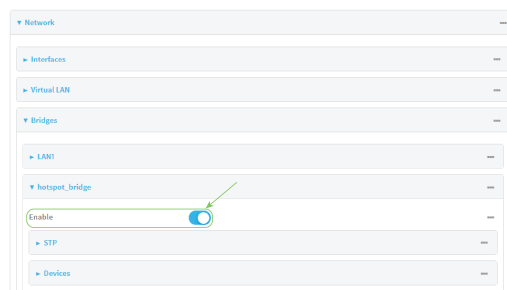 Network
Interfaces
Virtual LAN
Bridges
LAN1
hotspot_bridge
Enable
STP
Devices